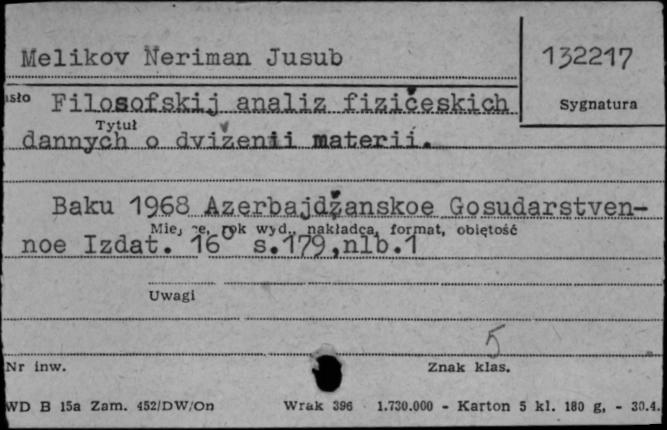 Melikov Neriman Jusub
132217
sło Filosofskij analiz fizičeskich
Sygnatura
Tytuł
dannych o dviženii materii.
Baku 1968 Azerbajdžanskoe Gosudarstven-
Miejsce, rok wyd., nakładca, format, objętość
noe Izdat. 16° s.179,nlb.1
Uwagi
5
Nr inw.
Znak klas.
WD B 15a Zam. 452/DW/On Wrak 396 1.730.000 - Karton 5 kl. 180 g, - 30.4.